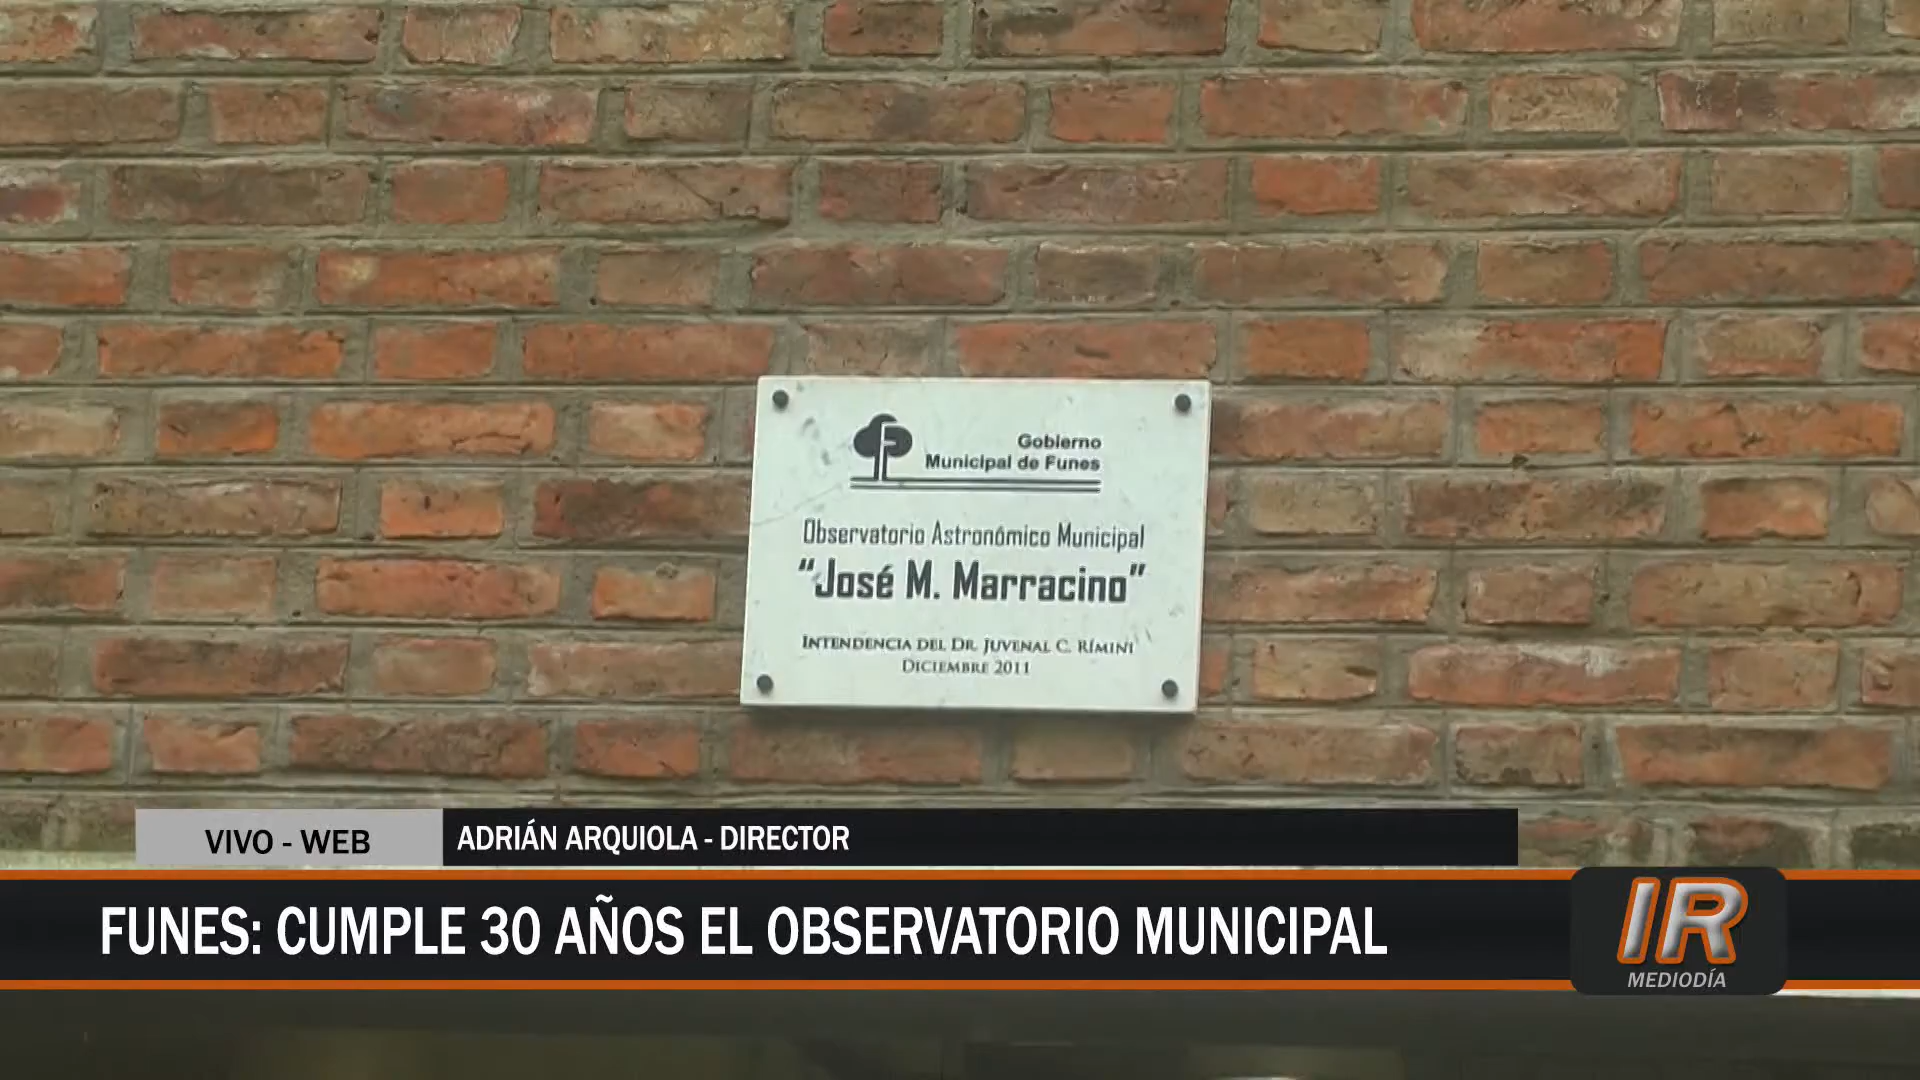 Gobierno
Municipal de Funes
Observatorio Astronómico Municipal
"José M. Marracino"
INTENDENCIA DEL DR. JUVENAL C. RÍMINI
DICIEMBRE 2011
VIVO - WEB
ADRIÁN ARQUIOLA - DIRECTOR
FUNES: CUMPLE 30 AÑOS EL OBSERVATORIO MUNICIPAL
IR
MEDIODÍA